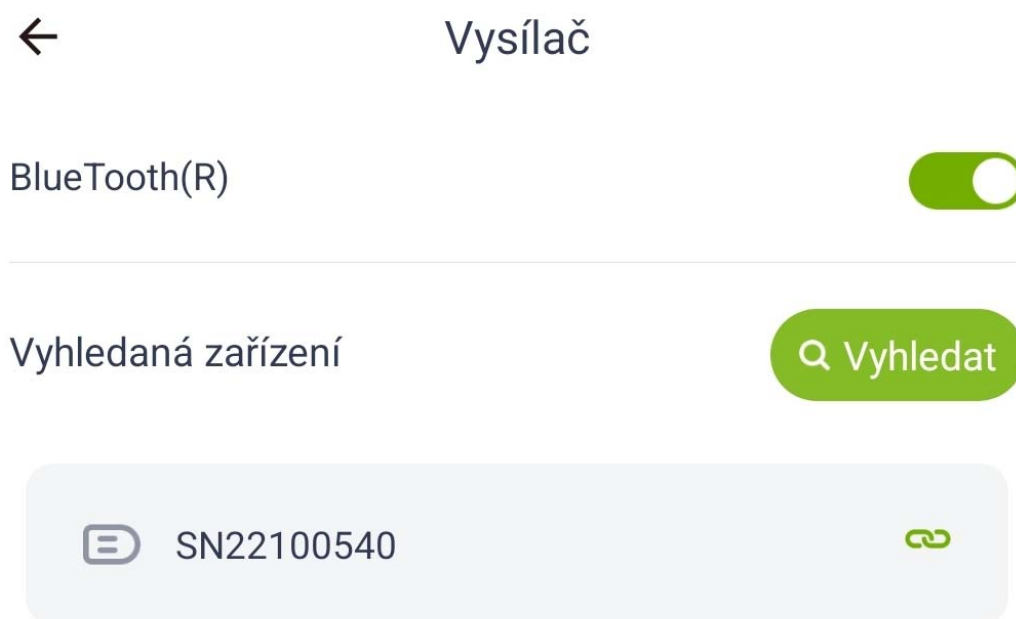 Vysílač
BlueTooth(R)
Vyhledaná zařízení
Vyhledat
SN22100540